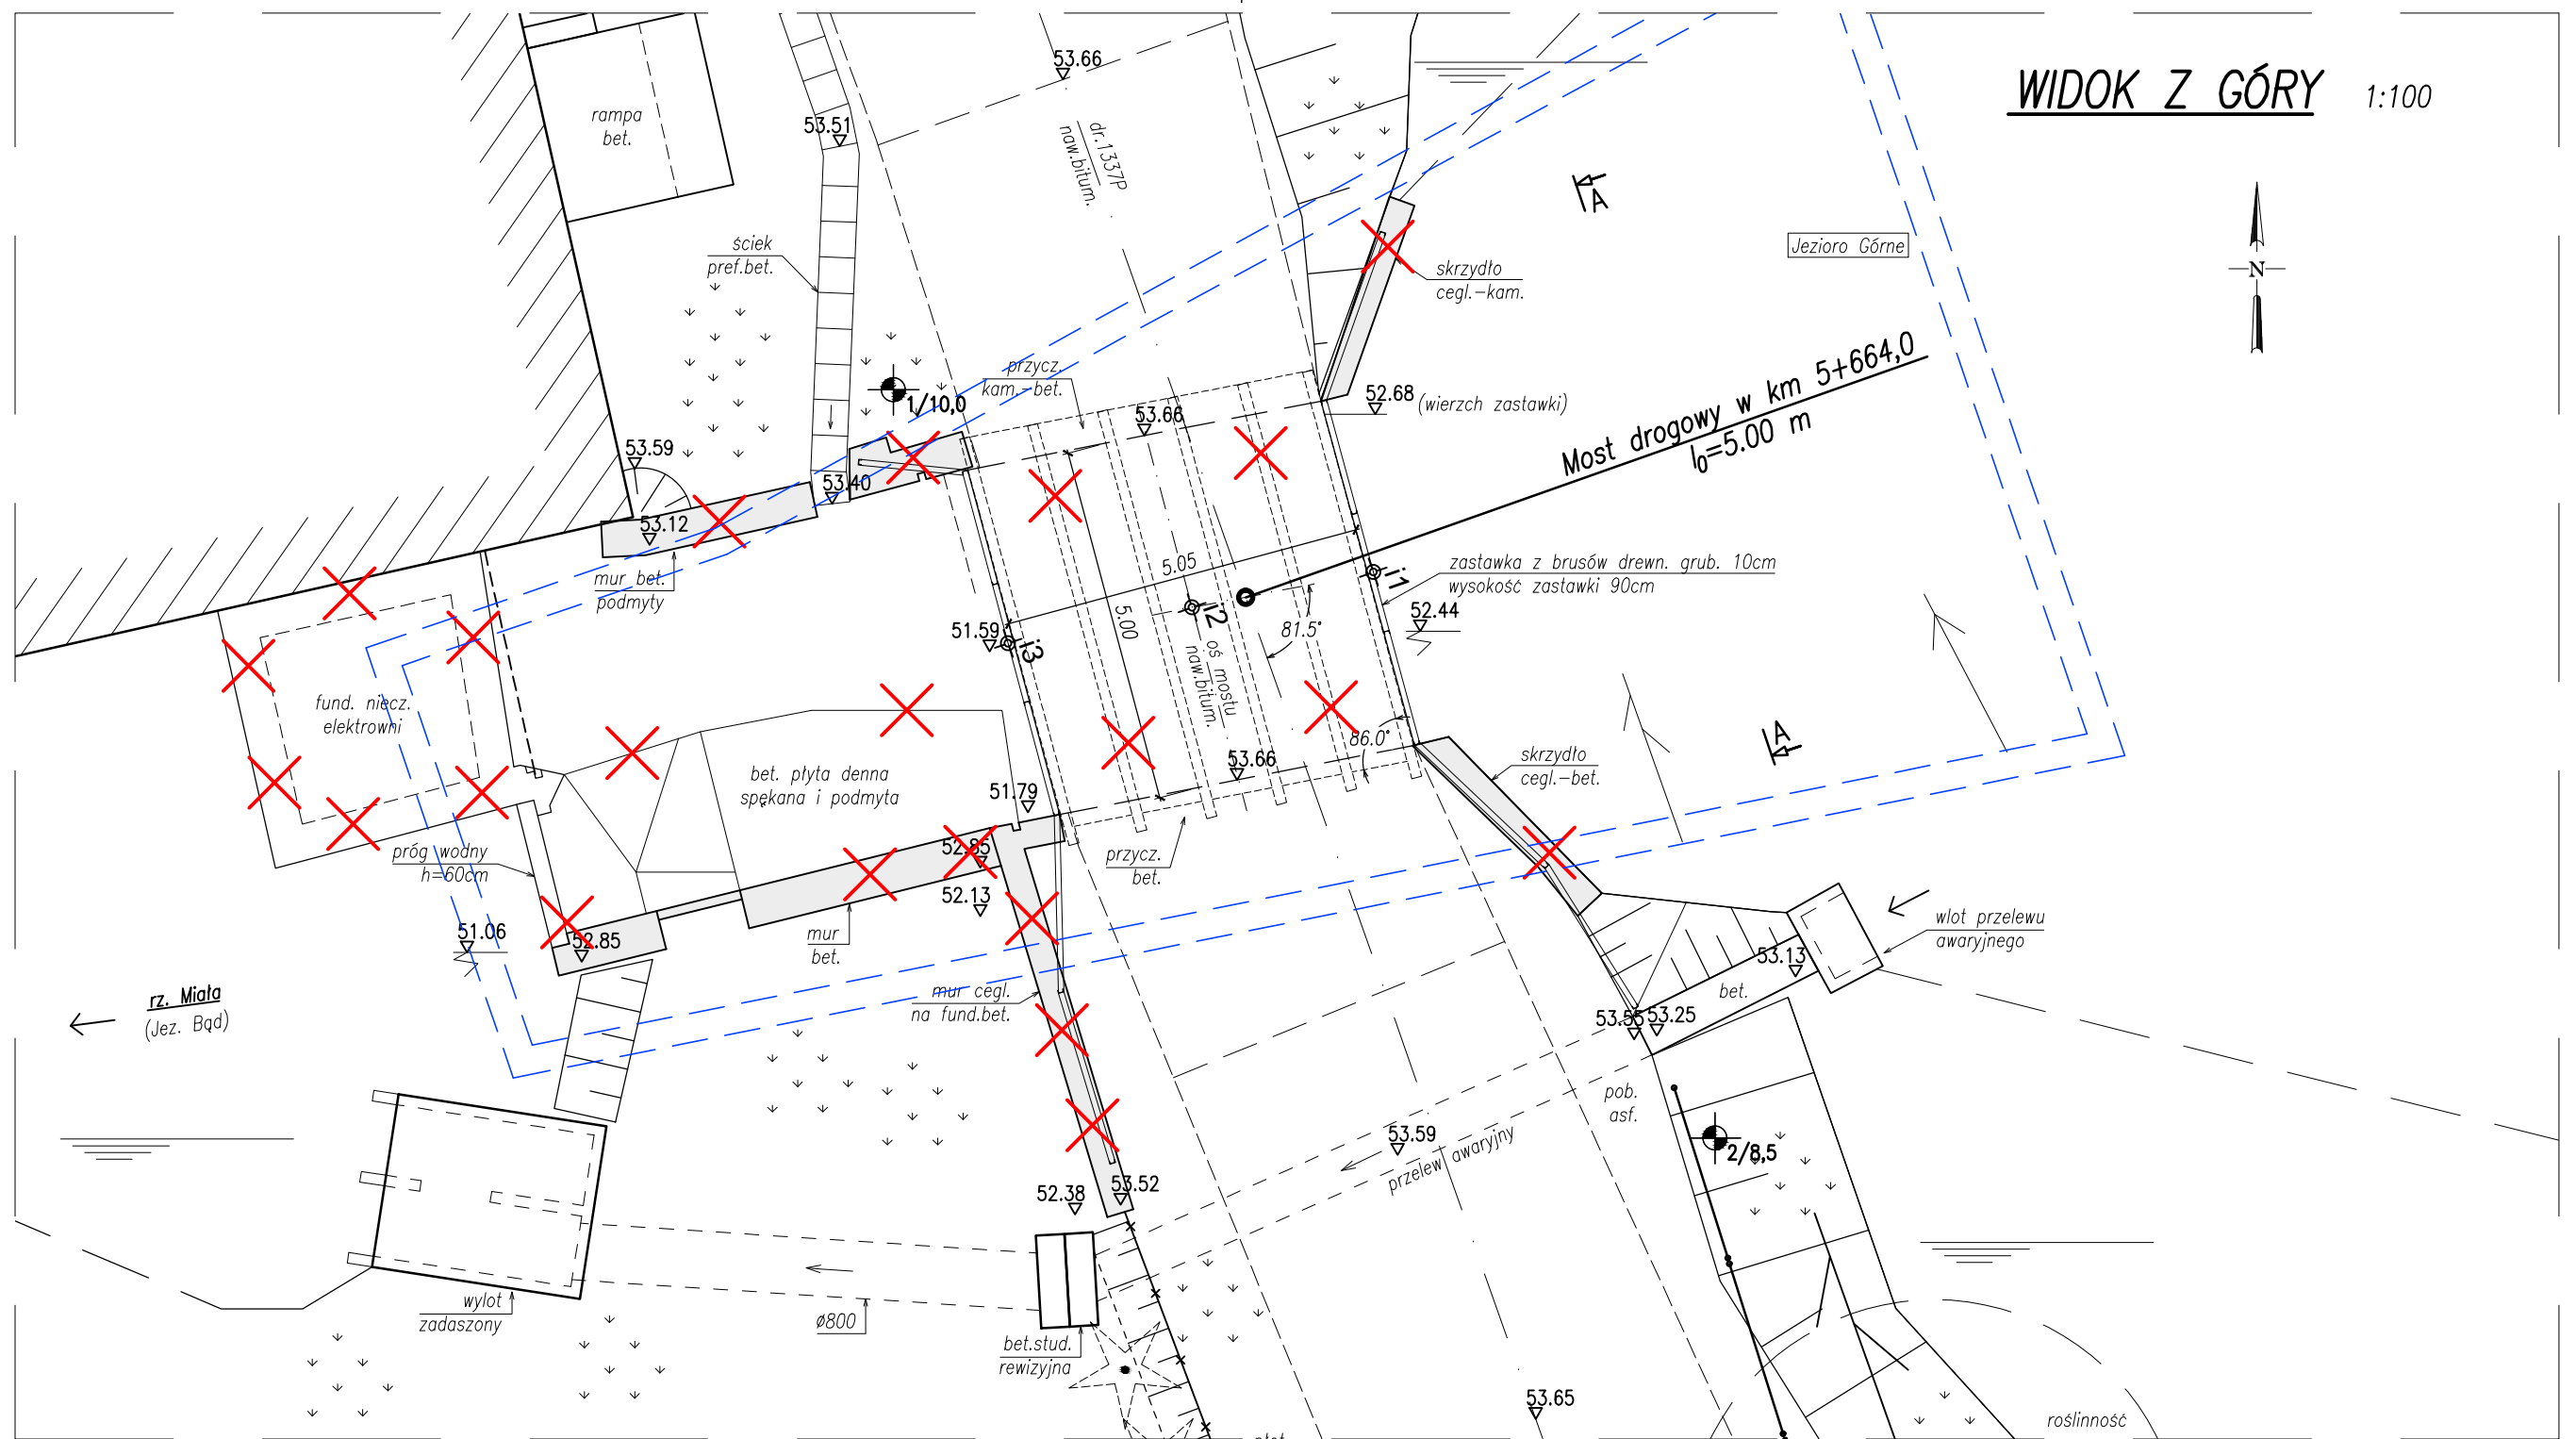 WIDOK Z GÓRY 1:100
53.66
rampa
bet.
53.51
dr.1337P
naw.bitum.
A
ściek
pref.bet.
Jezioro Górne
N
skrzydło
cegl.-kam.
Most drogowy w km 5+664,0
l0=5.00 m
przycz.
kam.-bet.
1/10,0
53.66
52.68 (wierzch zastawki)
53.59
53.40
53.12
mur bet.
podmyty
5.05
5.00
i1
i2
i3
zastawka z brusów drewn. grub. 10cm
wysokość zastawki 90cm
52.44
51.59
81.5°
oś mostu
naw.bitum.
86.0°
fund. niecz.
elektrowni
bet. płyta denna
spękana i podmyta
51.79
53.66
A
skrzydło
cegl.-bet.
próg wodny
h=60cm
52.85
52.13
przycz.
bet.
51.06
52.85
mur
bet.
wlot przelewu
awaryjnego
53.13
bet.
rz. Miała
(Jez. Bąd)
mur cegl.
na fund.bet.
53.55
53.25
pob.
asf.
53.59
przelew awaryjny
2/8,5
52.38
53.52
wylot
zadaszony
ø800
bet.stud.
rewizyjna
53.65
roślinność